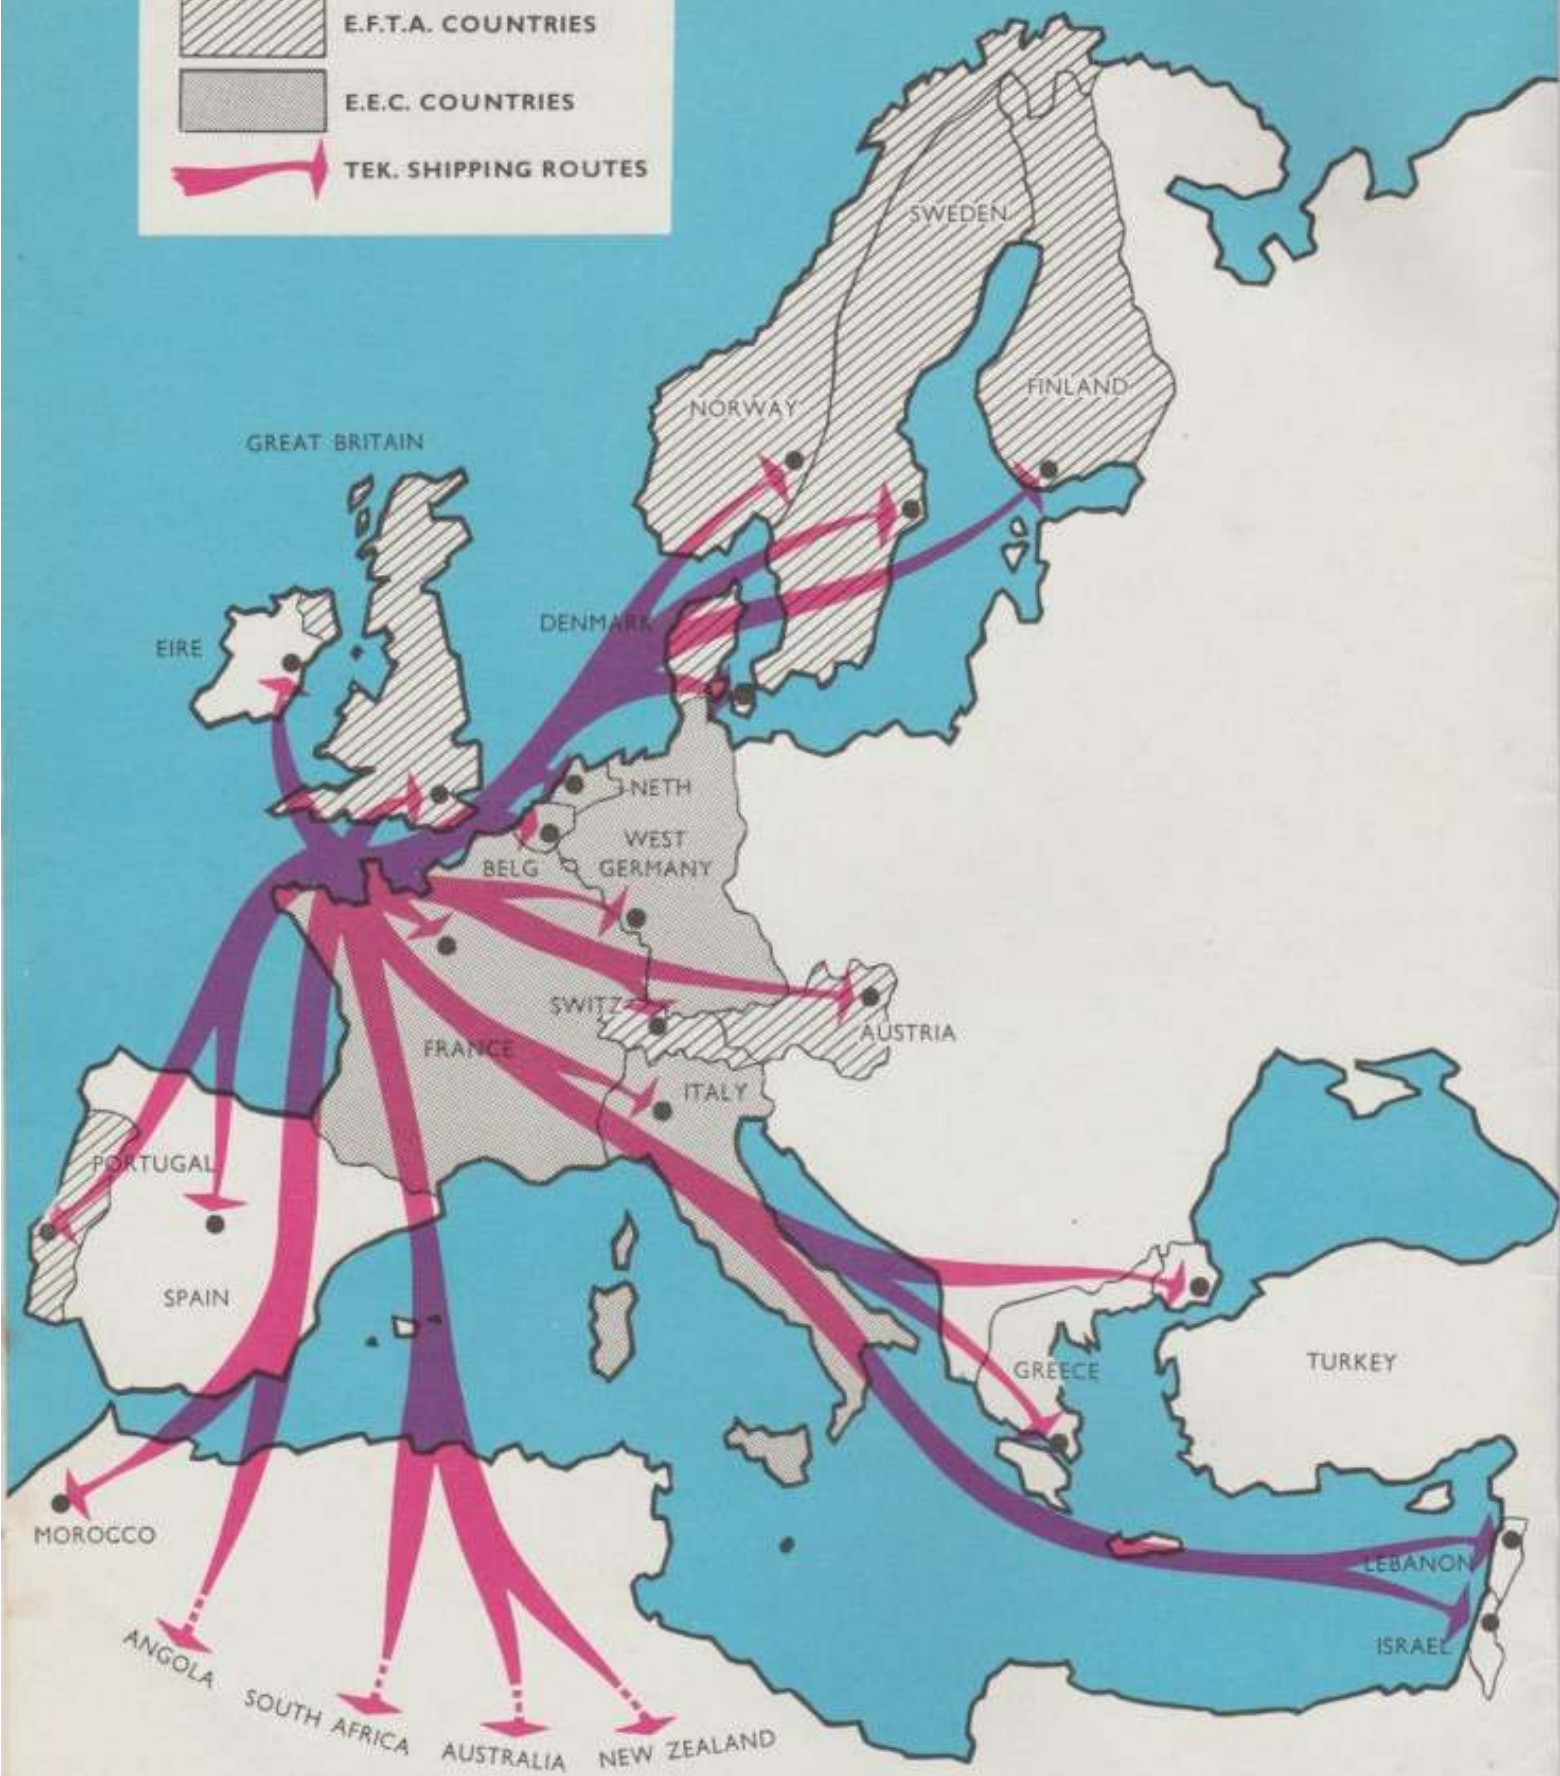 E.F.T.A. COUNTRIES
E.E.C. COUNTRIES
TEK. SHIPPING ROUTES
SWEDEN
FINLAND
NORWAY
GREAT BRITAIN
DENMARK
EIRE
NETH
WEST
GERMANY
BELG
SWITZ
AUSTRIA
FRANCE
ITALY
PORTUGAL
SPAIN
GREECE
TURKEY
MOROCCO
LEBANON
ISRAEL
ANGOLA
SOUTH AFRICA
AUSTRALIA
NEW ZEALAND